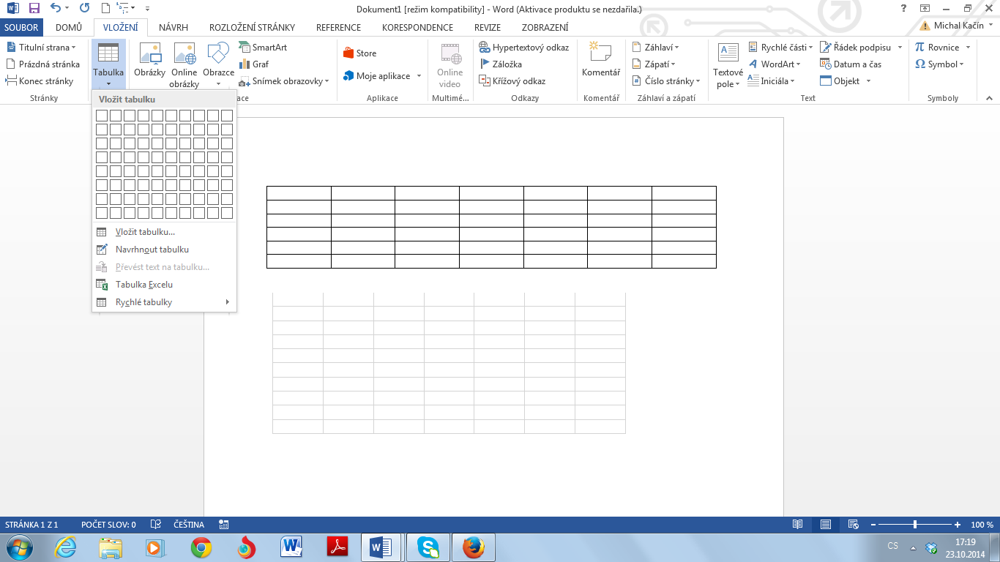 Dokument1 [režim kompatibility] - Word (Aktivace produktu se nezdařila.)
SOUBOR DOMŮ VLOŽENÍ NÁVRH ROZLOŽENÍ STRÁNKY REFERENCE KORESPONDENCE REVIZE ZOBRAZENÍ Michal Kačín
Titulní strana
Prázdná stránka
Konec stránky
Stránky
Tabulka
Obrázky
Online
obrázky
Obrazce
SmartArt
Graf
Snímek obrazovky
ace
Store
Moje aplikace
Aplikace
Online
video
Multimé...
Hypertextový odkaz
Záložka
Křížový odkaz
Odkazy
Komentář
Komentář
Záhlaví
Zápatí
Číslo stránky
Záhlaví a zápatí
Textové
pole
Rychlé části
WordArt
Iniciála
Řádek podpisu
Datum a čas
Objekt
Text
Rovnice
Symbol
Symboly
Vložit tabulku
Vložit tabulku...
Navrhnout tabulku
Převést text na tabulku...
Tabulka Excelu
Rychlé tabulky
STRÁNKA 1 Z 1 POČET SLOV: 0 ČEŠTINA 100 %
CS
17:19
23.10.2014